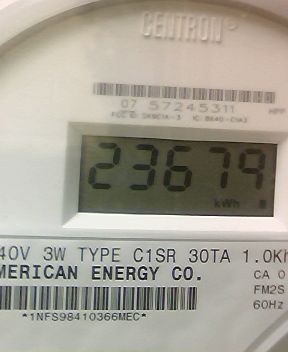 CENTRON®
07 57245311
23679
kWh
40V 3W TYPE C1SR 30TA 1.0Kh
MERICAN ENERGY CO.
CA 0
FM2S
60Hz
*1NFS98410366MEC*